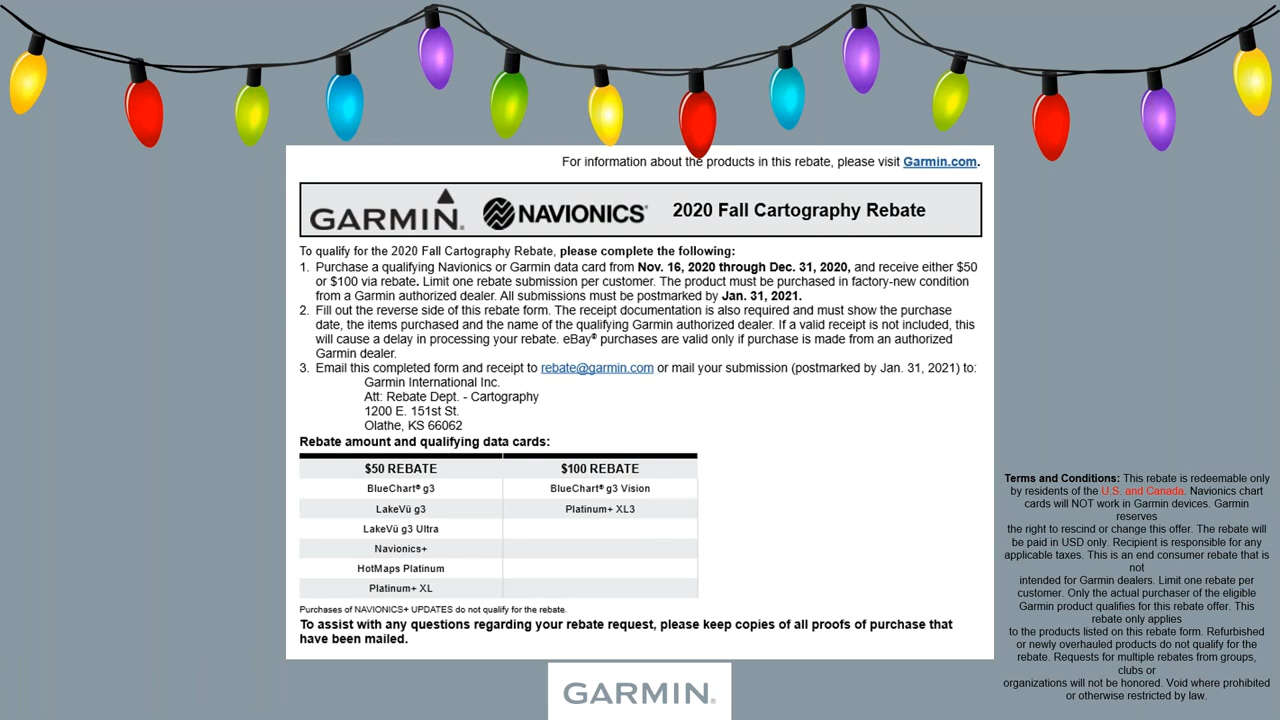 For information about the products in this rebate, please visit Garmin.com.
GARMIN® NAVIONICS® 2020 Fall Cartography Rebate
To qualify for the 2020 Fall Cartography Rebate, please complete the following:
1. Purchase a qualifying Navionics or Garmin data card from Nov. 16, 2020 through Dec. 31, 2020, and receive either $50
or $100 via rebate. Limit one rebate submission per customer. The product must be purchased in factory-new condition
from a Garmin authorized dealer. All submissions must be postmarked by Jan. 31, 2021.
2. Fill out the reverse side of this rebate form. The receipt documentation is also required and must show the purchase
date, the items purchased and the name of the qualifying Garmin authorized dealer. If a valid receipt is not included, this
will cause a delay in processing your rebate. eBay® purchases are valid only if purchase is made from an authorized
Garmin dealer.
3. Email this completed form and receipt to rebate@garmin.com or mail your submission (postmarked by Jan. 31, 2021) to:
Garmin International Inc.
Att: Rebate Dept. - Cartography
1200 E. 151st St.
Olathe, KS 66062
Rebate amount and qualifying data cards:
$50 REBATE $100 REBATE
BlueChart® g3 BlueChart® g3 Vision
LakeVü g3 Platinum+ XL3
LakeVü g3 Ultra
Navionics+
HotMaps Platinum
Platinum+ XL
Purchases of NAVIONICS+ UPDATES do not qualify for the rebate.
To assist with any questions regarding your rebate request, please keep copies of all proofs of purchase that
have been mailed.
GARMIN®
Terms and Conditions: This rebate is redeemable only
by residents of the U.S. and Canada. Navionics chart
cards will NOT work in Garmin devices. Garmin
reserves
the right to rescind or change this offer. The rebate will
be paid in USD only. Recipient is responsible for any
applicable taxes. This is an end consumer rebate that is
not
intended for Garmin dealers. Limit one rebate per
customer. Only the actual purchaser of the eligible
Garmin product qualifies for this rebate offer. This
rebate only applies
to the products listed on this rebate form. Refurbished
or newly overhauled products do not qualify for the
rebate. Requests for multiple rebates from groups,
clubs or
organizations will not be honored. Void where prohibited
or otherwise restricted by law.